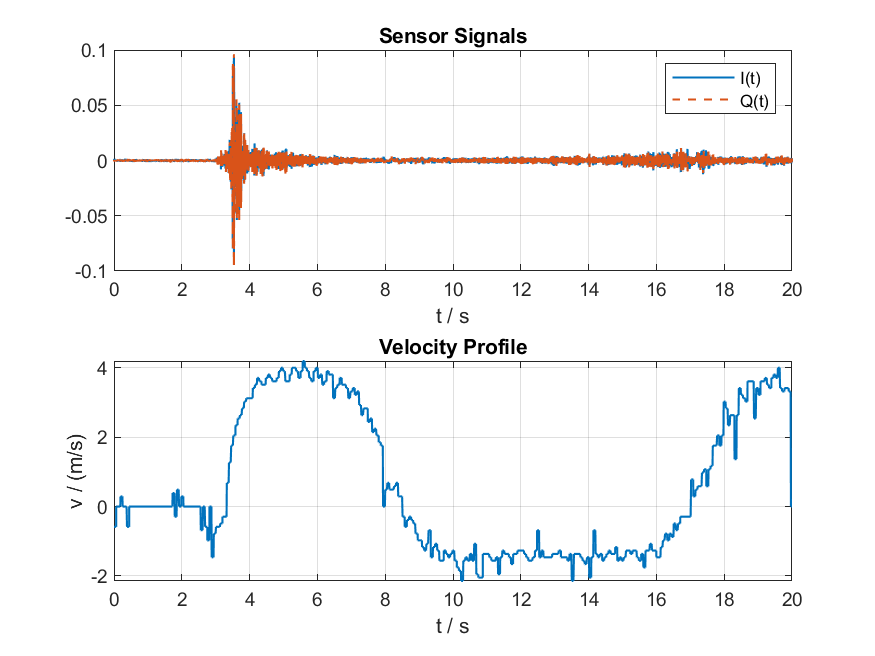 Sensor Signals
0.1
0.05
0
-0.05
-0.1
I(t)
Q(t)
0 2 4 6 8 10 12 14 16 18 20
t / s
Velocity Profile
v / (m/s)
4
2
0
-2
0 2 4 6 8 10 12 14 16 18 20
t / s